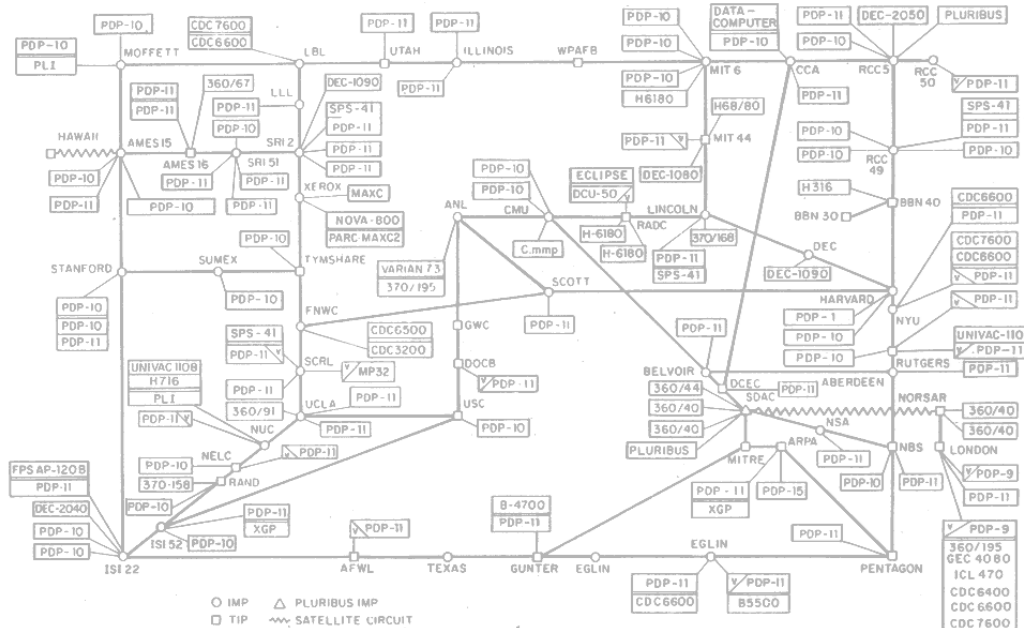 PDP-10
CDC7600
CDC6600
PDP-11
PDP-11
PDP-10
DATA-
COMPUTER
PDP-10
PDP-11
DEC-2050
PLURIBUS
PDP-10
PLI
MOFFETT
LBL
UTAH
ILLINOIS
WPAFB
PDP-10
PDP-10
MIT 6
CCA
PDP-10
RCC5
RCC
50
PDP-11
PDP-11
PDP-10
H6180
PDP-11
V PDP-11
LLL
PDP-11
PDP-11
360/67
DEC-1090
SPS-41
PDP-11
H68/80
SPS-41
PDP-11
PDP-10
HAWAII
AMES15
AMES16
PDP-11
PDP-10
SRI 51
SRI 2
PDP-11
PDP-11
PDP-11 V
MIT 44
DEC-1080
PDP-10
PDP-10
RCC
49
PDP-10
PDP-11
PDP-10
PDP-11
PDP-11
XEROX
MAXC
NOVA-800
PARC MAXC2
PDP-10
PDP-10
ANL
CMU
C.mmp
ECLIPSE
DCU-50 V
RADC
H-6180
H-6180
LINCOLN
370/168
PDP-11
SPS-41
H316
BBN 30
BBN 40
CDC6600
PDP-11
STANFORD
SUMEX
PDP-10
TYMSHARE
PDP-10
VARIAN 73
370/195
SCOTT
PDP-11
DEC
DEC-1090
CDC7600
CDC6600
V PDP-11
V PDP-11
PDP-10
PDP-10
PDP-11
FNWC
CDC6500
CDC3200
GWC
HARVARD
PDP-1
PDP-10
PDP-10
NYU
SPS-41
PDP-11 V
SCRL
V MP32
PDP-11
DOCB
V PDP-11
PDP-11
BELVOIR
DCEC
PDP-11
ABERDEEN
RUTGERS
UNIVAC-110
V PDP-11
PDP-11
UNIVAC 1108
H716
PLI
PDP-11 V
360/91
UCLA
PDP-11
PDP-11
USC
PDP-10
360/44
360/40
360/40
PLURIBUS
SDAC
NORSAR
360/40
360/40
NUC
V PDP-11
NELC
PDP-10
370-158
RAND
PDP-10
NSA
PDP-11
MITRE
ARPA
PDP-11
XGP
PDP-15
NBS
PDP-10
PDP-11
LONDON
V PDP-9
PDP-11
FPS AP-120B
PDP-11
DEC-2040
PDP-10
PDP-10
PDP-11
XGP
ISI 52
PDP-10
ISI 22
V PDP-11
AFWL
TEXAS
B-4700
PDP-11
GUNTER
EGLIN
EGLIN
PDP-11
CDC6600
V PDP-11
B5500
PDP-11
PENTAGON
V PDP-9
360/195
GEC 4080
ICL 470
CDC6400
CDC6600
CDC7600
IMP
PLURIBUS IMP
TIP
SATELLITE CIRCUIT